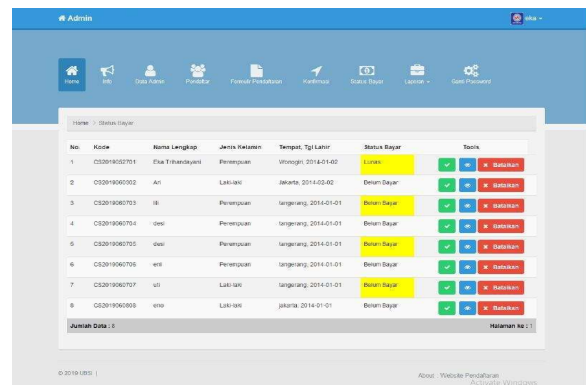 Admin
eka
Home Info Data Admin Pendaftar Formulir Pendaftaran Konfirmasi Status Bayar Laporan Ganti Password
Home > Status Bayar
No. Kode Nama Lengkap Jenis Kelamin Tempat, Tgl Lahir Status Bayar Tools
1 CS2019052701 Eka Trihandayani Perempuan Wonogiri, 2014-01-02 Lunas Batalkan
2 CS2019060302 Ari Laki-laki Jakarta, 2014-02-02 Belum Bayar Batalkan
3 CS2019060703 Perempuan tangerang, 2014-01-01 Belum Bayar Batalkan
4 CS2019060704 desi Perempuan tangerang, 2014-01-01 Belum Bayar Batalkan
5 CS2019060705 desi Perempuan tangerang, 2014-01-01 Belum Bayar Batalkan
6 CS2019060706 eni Perempuan tangerang, 2014-01-01 Belum Bayar Batalkan
7 CS2019060707 Laki-laki tangerang, 2014-01-01 Belum Bayar Batalkan
8 CS2019060808 Laki-laki jakarta, 2014-01-01 Belum Bayar Batalkan
Jumlah Data : 8 Halaman ke : 1
© 2019 UBSI | About : Website Pendaftaran
Activate Windows